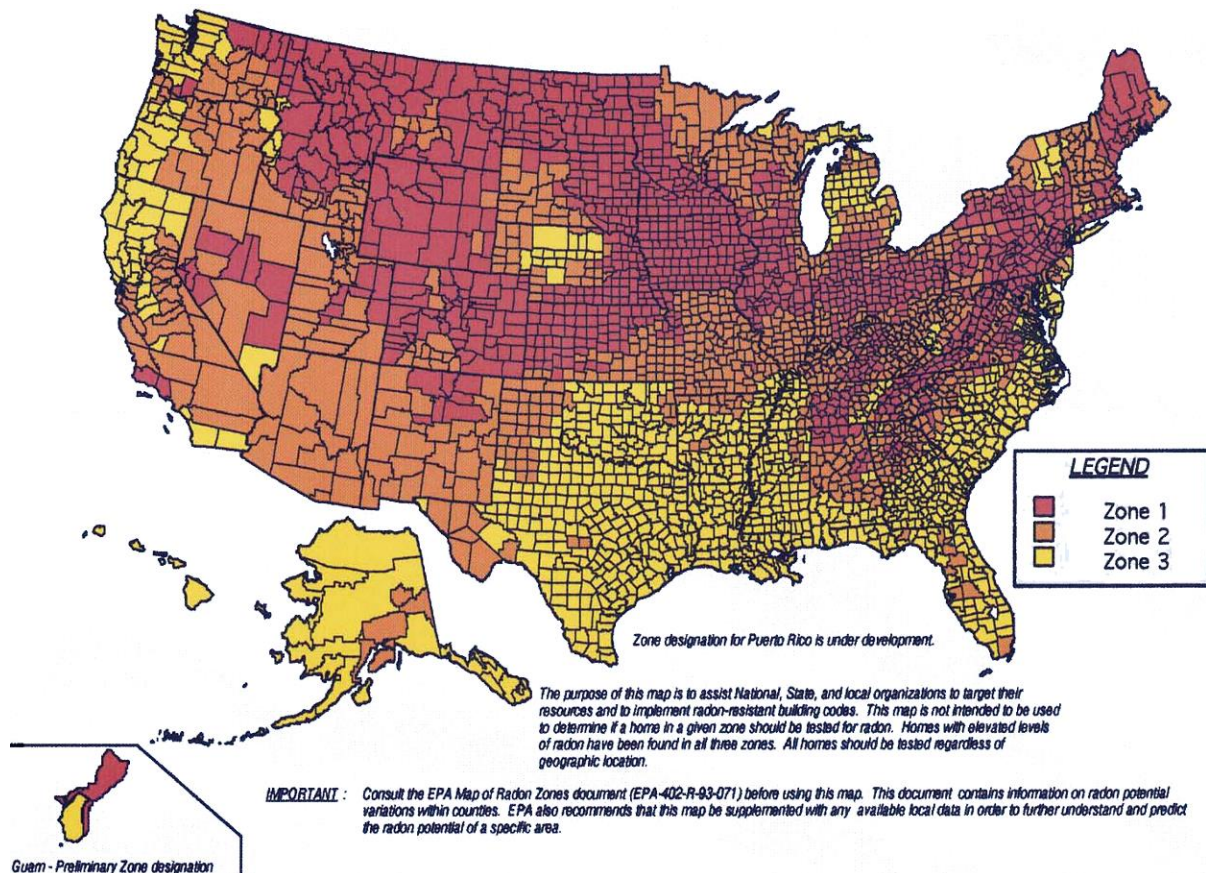 LEGEND
Zone 1
Zone 2
Zone 3
Zone designation for Puerto Rico is under development.
The purpose of this map is to assist National, State, and local organizations to target their
resources and to implement radon-resistant building codes. This map is not intended to be used
to determine if a home in a given zone should be tested for radon. Homes with elevated levels
of radon have been found in all three zones. All homes should be tested regardless of
geographic location.
IMPORTANT : Consult the EPA Map of Radon Zones document (EPA-402-R-93-071) before using this map. This document contains information on radon potential
variations within counties. EPA also recommends that this map be supplemented with any available local data in order to further understand and predict
the radon potential of a specific area.
Guam - Preliminary Zone designation